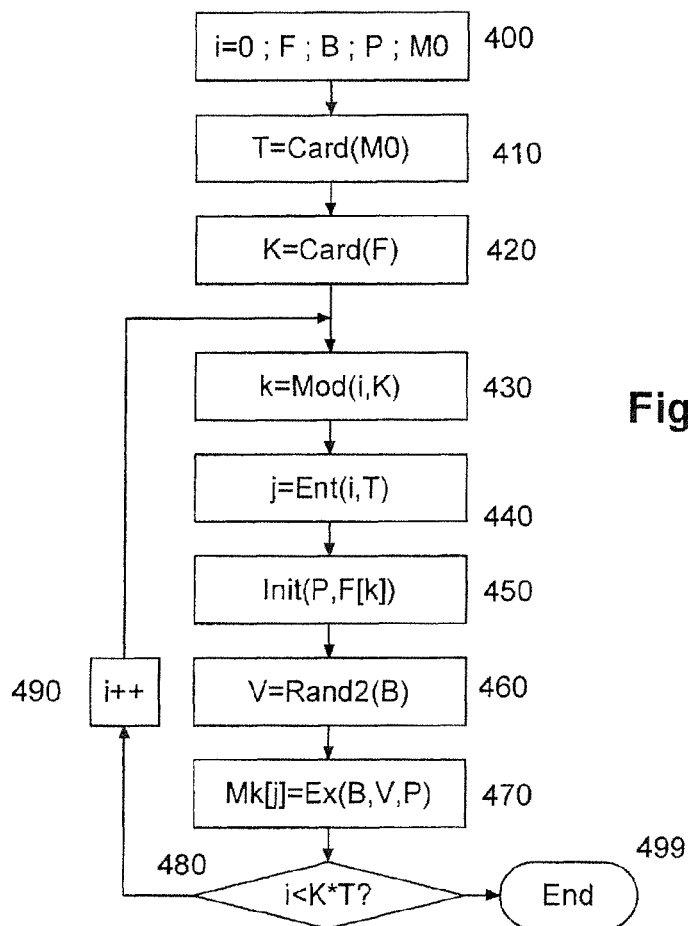 i=0 ; F ; B ; P ; M0 400
T=Card(M0) 410
K=Card(F) 420
k=Mod(i,K) 430
Fig
j=Ent(i,T) 440
Init(P,F[k]) 450
490 i++ V=Rand2(B) 460
Mk[j]=Ex(B,V,P) 470
480 499
i<K*T? End